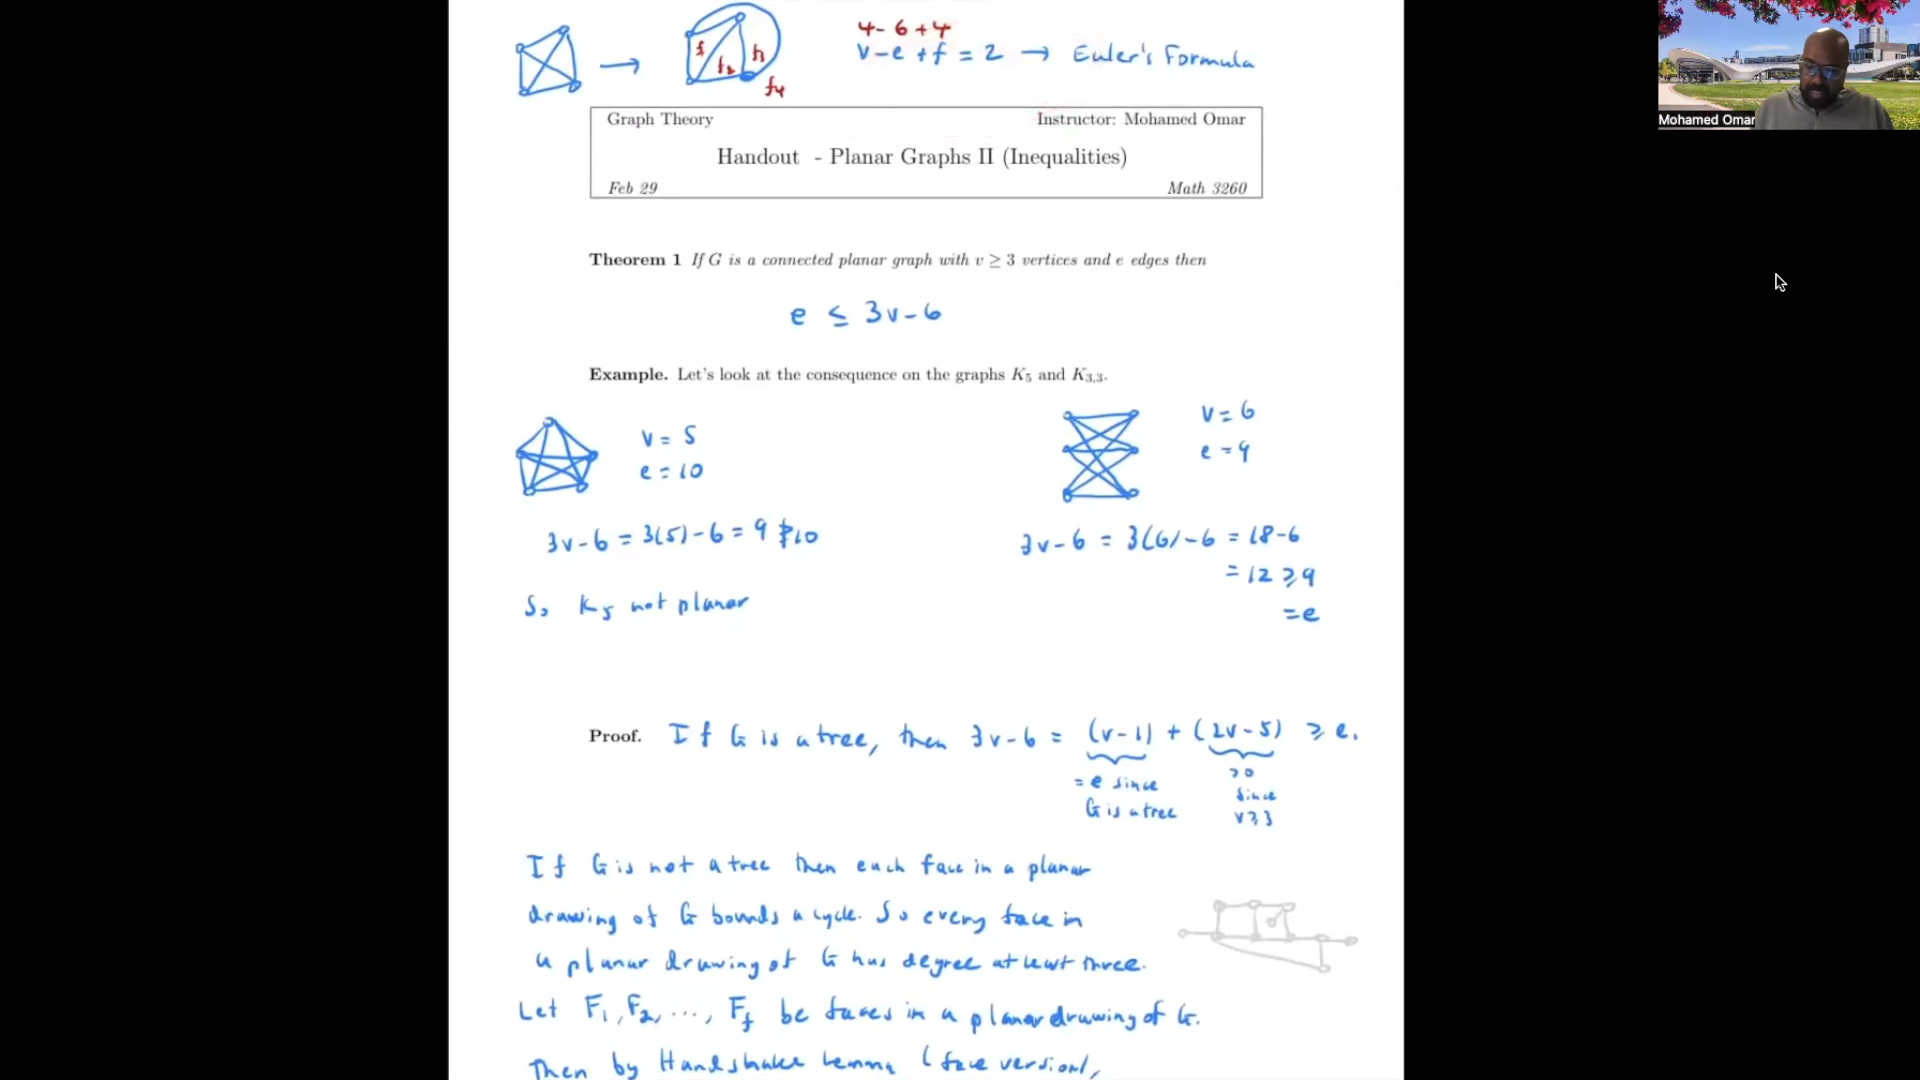 4-6+4
v-e+f = 2 → Euler's Formula
f h
f₂
f4
Graph Theory Instructor: Mohamed Omar
Handout - Planar Graphs II (Inequalities)
Feb 29 Math 3260
Mohamed Omar
Theorem 1 If G is a connected planar graph with v ≥ 3 vertices and e edges then
e ≤ 3v-6
Example. Let's look at the consequence on the graphs K₅ and K₃,₃.
v = 5
e = 10
3v-6 = 3(5)-6 = 9 ≱10
So K5 not planar
v = 6
e = 9
3v-6 = 3(6)-6 = 18-6
= 12 ≥9
=e
Proof. If G is a tree, then 3v-6 = (v-1) + (2v-5) ≥ e.
= e since
G is a tree
>0
since
v≥3
If G is not a tree then each face in a planar
drawing of G bounds a cycle. So every face in
a planar drawing of G has degree at least three.
Let F₁, F₂, ..., Ff be faces in a planar drawing of G.
Then by Handshake Lemma (face version),